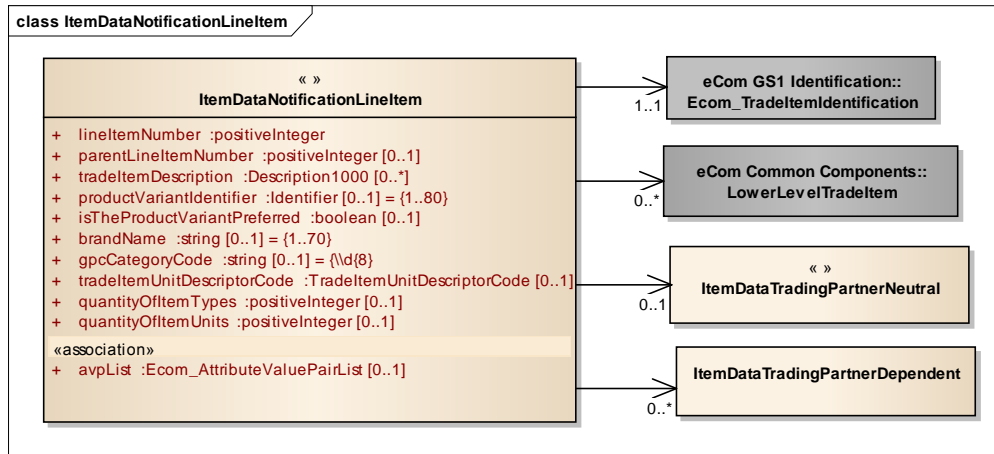 class ItemDataNotificationLineItem
« »
ItemDataNotificationLineItem
+ lineItemNumber :positiveInteger
+ parentLineItemNumber :positiveInteger [0..1]
+ tradeItemDescription :Description1000 [0..*]
+ productVariantIdentifier :Identifier [0..1] = {1..80}
+ isTheProductVariantPreferred :boolean [0..1]
+ brandName :string [0..1] = {1..70}
+ gpcCategoryCode :string [0..1] = {\\d{8}
+ tradeItemUnitDescriptorCode :TradeItemUnitDescriptorCode [0..1]
+ quantityOfItemTypes :positiveInteger [0..1]
+ quantityOfItemUnits :positiveInteger [0..1]
«association»
+ avpList :Ecom_AttributeValuePairList [0..1]
1..1
eCom GS1 Identification::
Ecom_TradeItemIdentification
0..*
eCom Common Components::
LowerLevelTradeItem
0..1
« »
ItemDataTradingPartnerNeutral
0..*
ItemDataTradingPartnerDependent